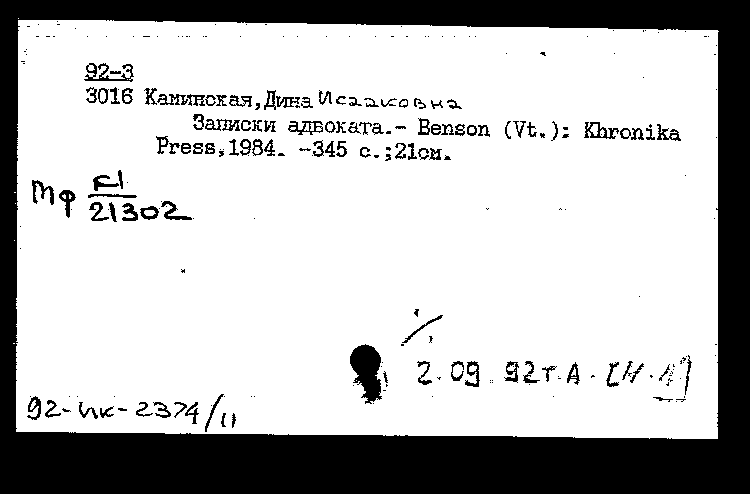 92-3
3016 Каминская,Дина Исааковна
Записки адвоката.- Benson (Vt.): Khronika
Press,1984. -345 с.;21см.
Мф F1
21302
2.09.92г. А.
92-ик-2374/11